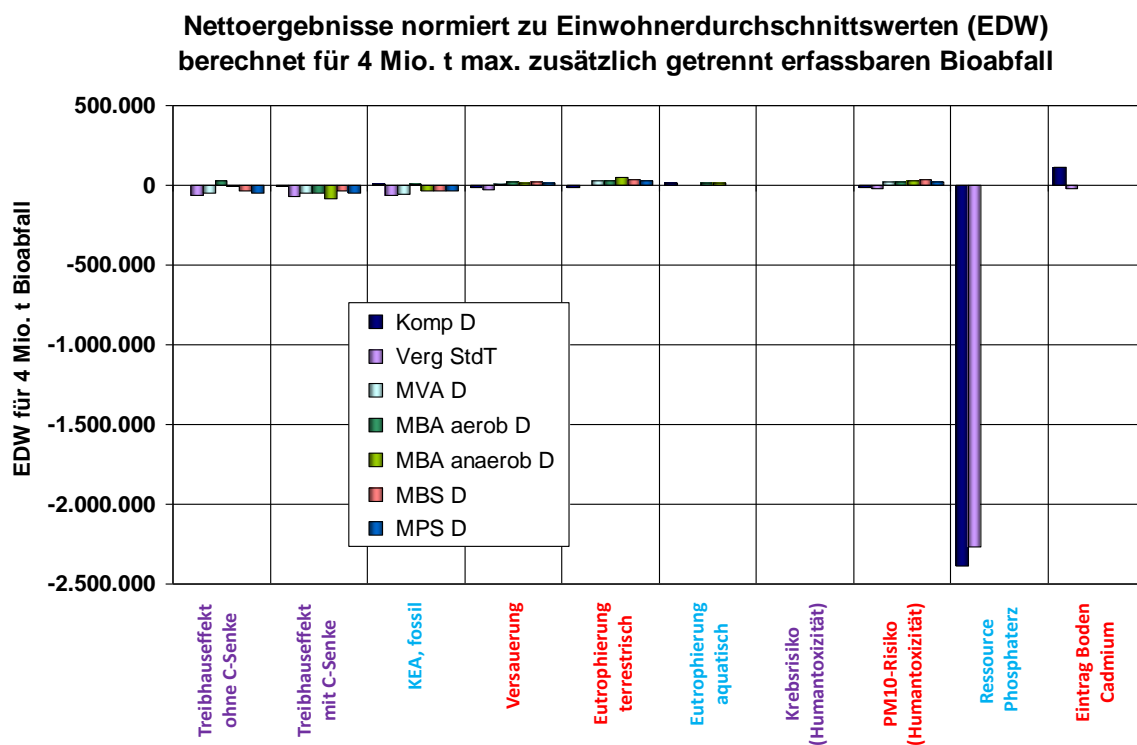 Nettoergebnisse normiert zu Einwohnerdurchschnittswerten (EDW)
berechnet für 4 Mio. t max. zusätzlich getrennt erfassbaren Bioabfall
EDW für 4 Mio. t Bioabfall
500.000
0
-500.000
-1.000.000
-1.500.000
-2.000.000
-2.500.000
Komp D
Verg StdT
MVA D
MBA aerob D
MBA anaerob D
MBS D
MPS D
Treibhauseffekt
ohne C-Senke
Treibhauseffekt
mit C-Senke
KEA, fossil
Versauerung
Eutrophierung
terrestrisch
Eutrophierung
aquatisch
Krebsrisiko
(Humantoxizität)
PM10-Risiko
(Humantoxizität)
Ressource
Phosphaterz
Eintrag Boden
Cadmium